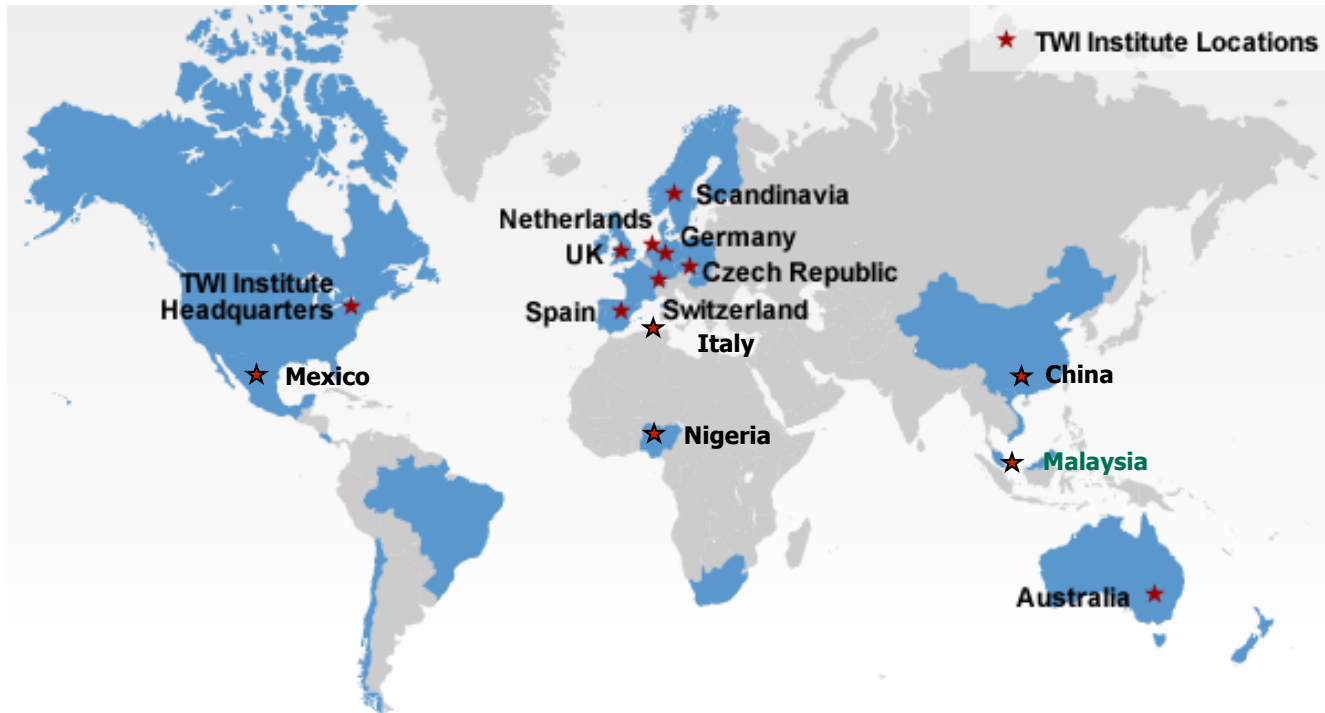 TWI Institute Locations
Scandinavia
Netherlands
Germany
UK
Czech Republic
TWI Institute
Headquarters
Spain
Switzerland
Italy
Mexico
China
Nigeria
Malaysia
Australia